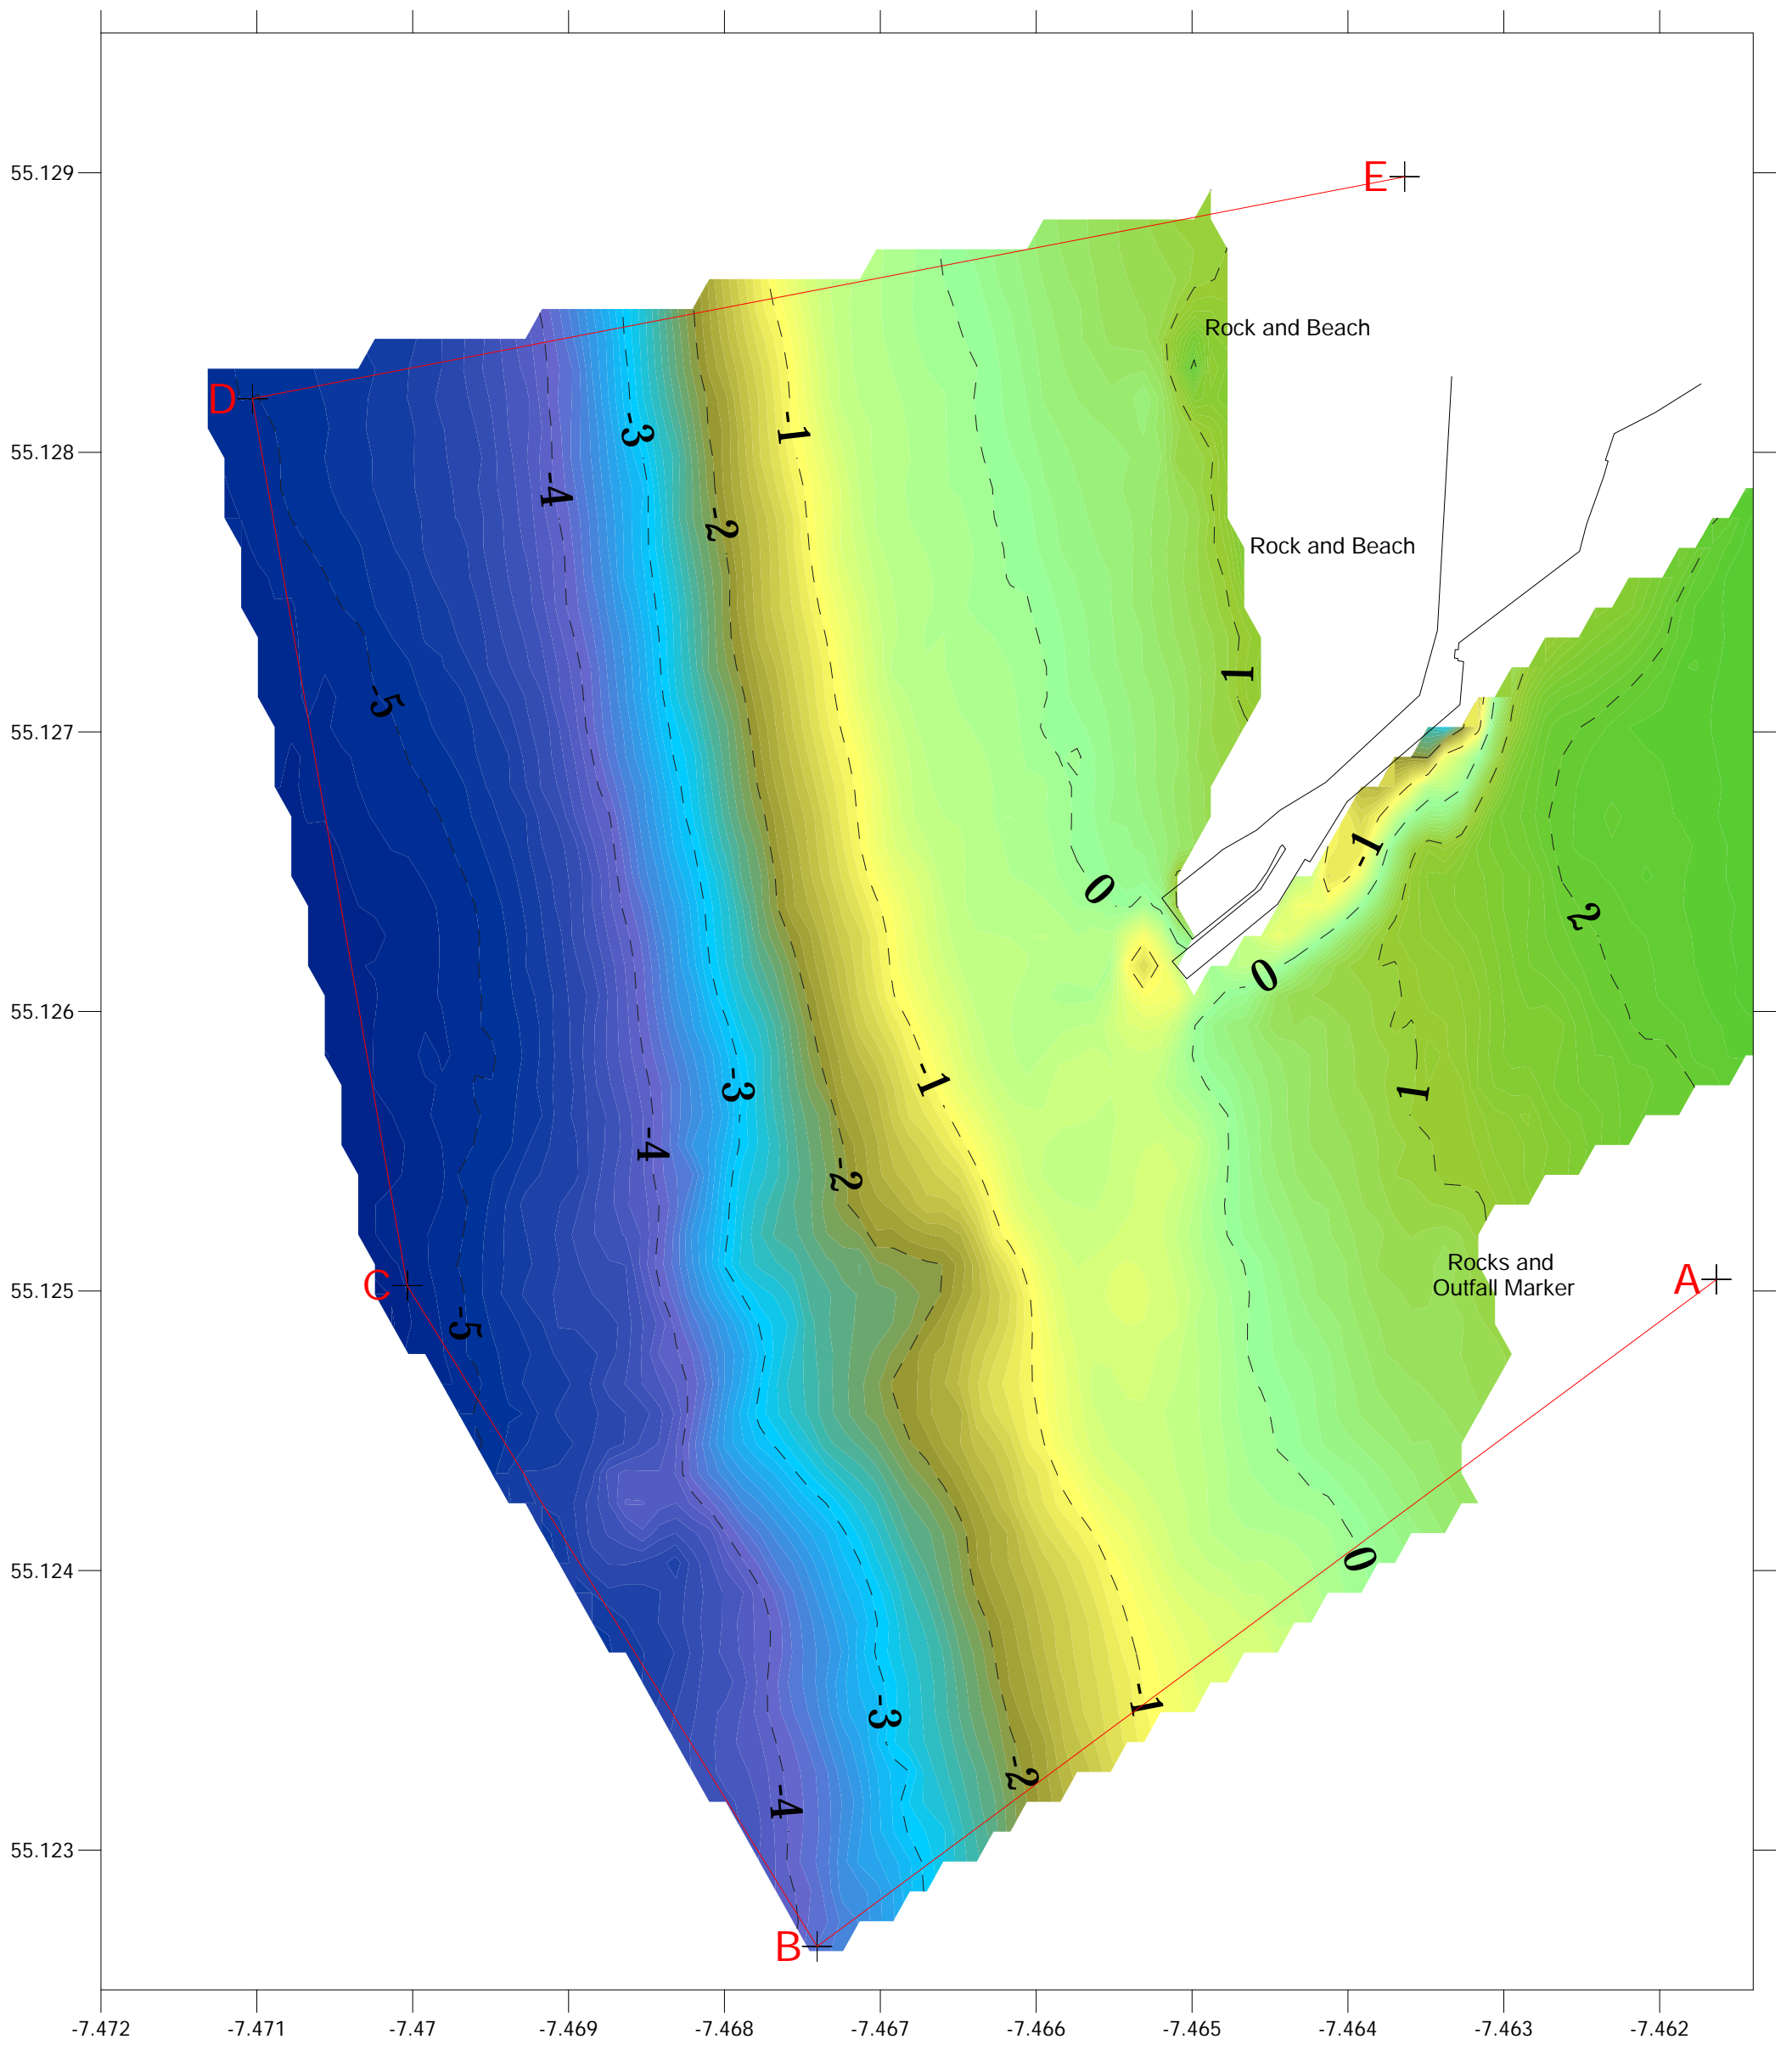 55.129
E
Rock and Beach
D
-3
-1
55.128
-4
-2
Rock and Beach
1
-5
55.127
-1
0
2
0
55.126
-1
-3
1
-4
-2
Rocks and
Outfall Marker
A
C
55.125
-5
0
55.124
-1
-3
-2
-4
55.123
B
-7.472 -7.471 -7.47 -7.469 -7.468 -7.467 -7.466 -7.465 -7.464 -7.463 -7.462